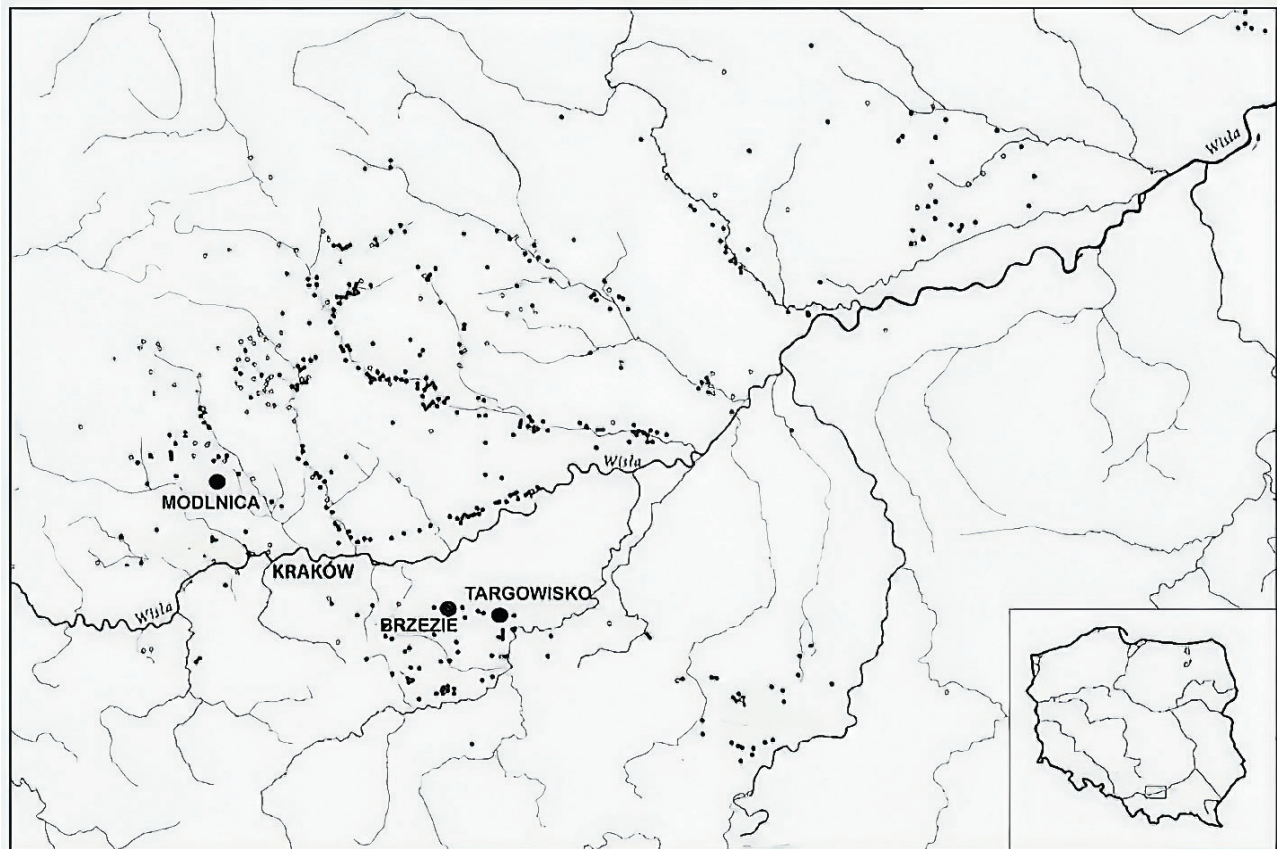 Wisła
Wisła
MODLNICA
KRAKÓW
TARGOWISKO
Wisła
BRZEZIE